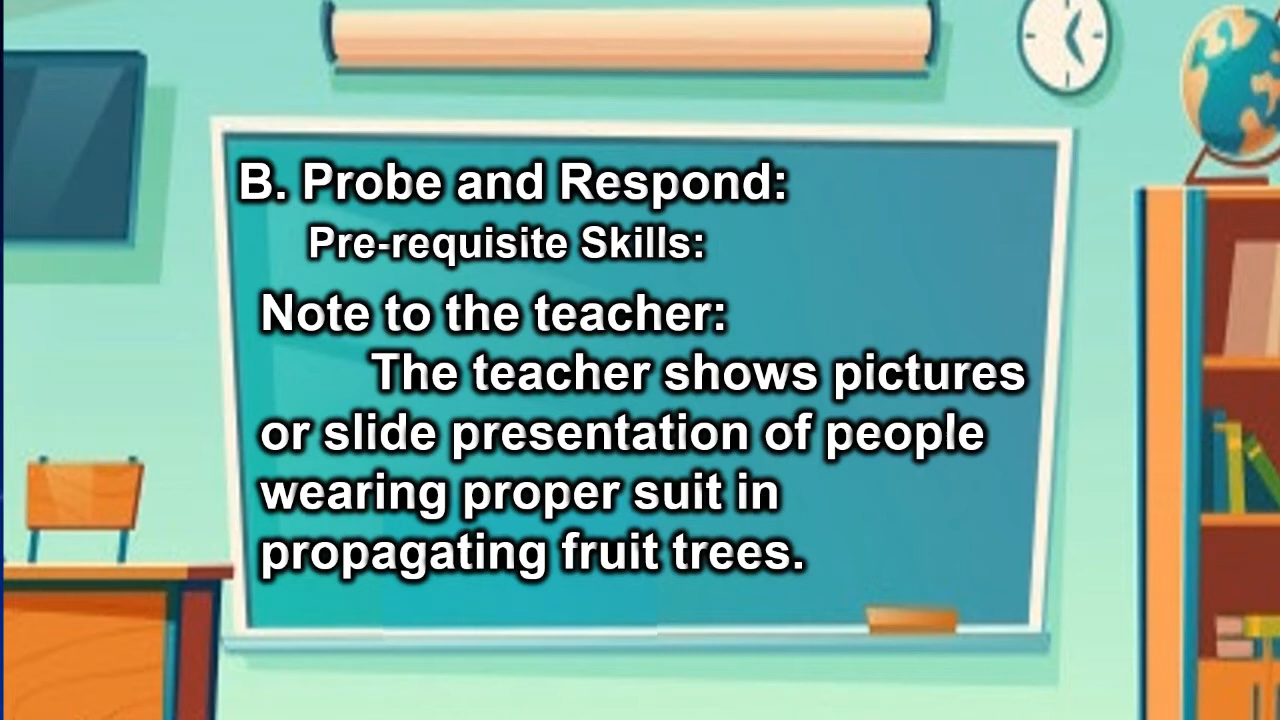 B. Probe and Respond:
Pre-requisite Skills:
Note to the teacher:
The teacher shows pictures
or slide presentation of people
wearing proper suit in
propagating fruit trees.